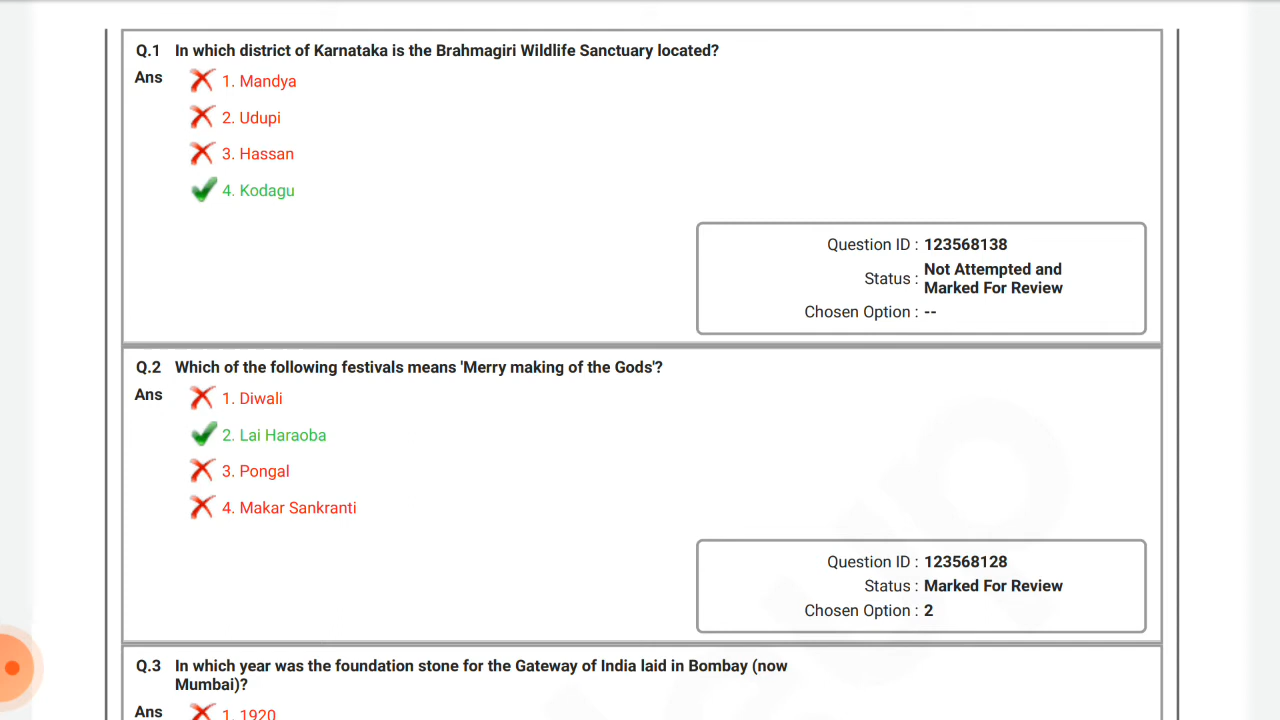 Q.1 In which district of Karnataka is the Brahmagiri Wildlife Sanctuary located?
Ans 1. Mandya
2. Udupi
3. Hassan
4. Kodagu
Question ID : 123568138
Status : Not Attempted and
Marked For Review
Chosen Option : --
Q.2 Which of the following festivals means 'Merry making of the Gods'?
Ans 1. Diwali
2. Lai Haraoba
3. Pongal
4. Makar Sankranti
Question ID : 123568128
Status : Marked For Review
Chosen Option : 2
Q.3 In which year was the foundation stone for the Gateway of India laid in Bombay (now
Mumbai)?
Ans 1. 1920